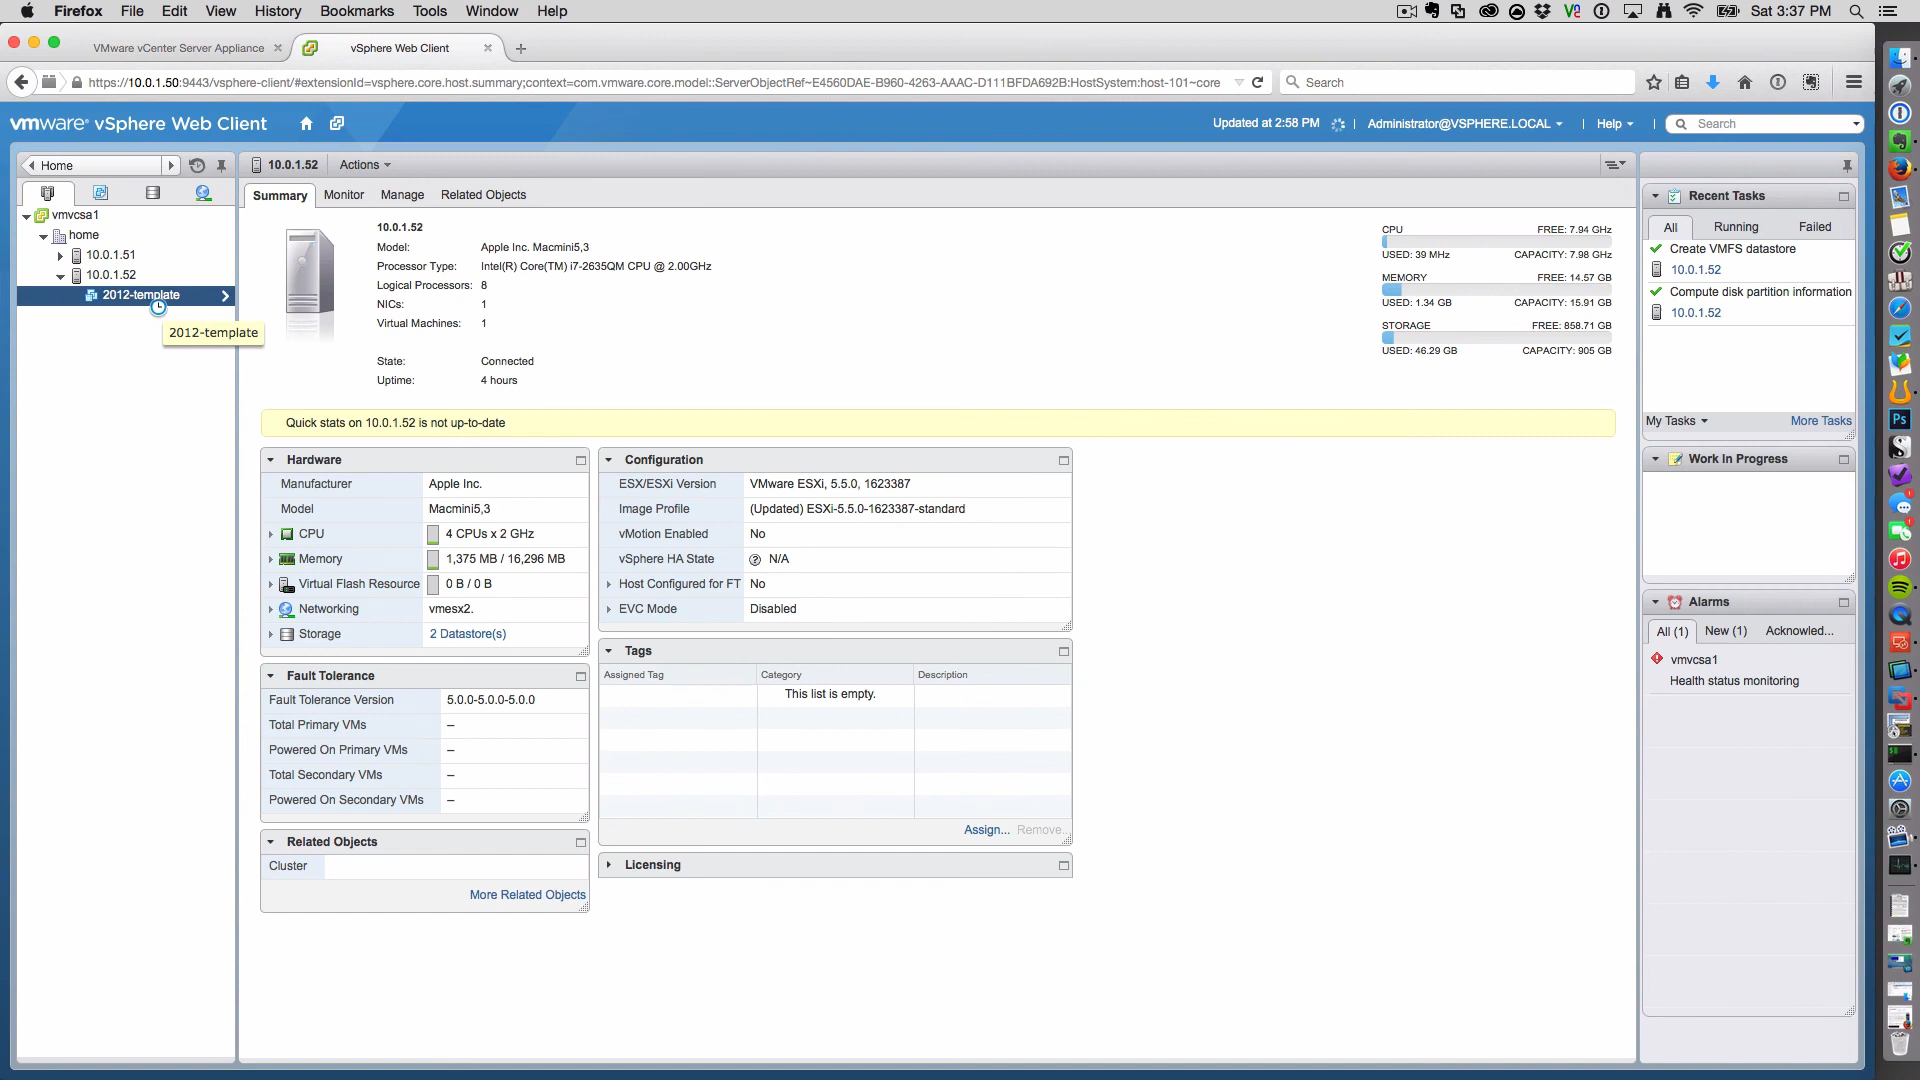 Firefox File Edit View History Bookmarks Tools Window Help Sat 3:37 PM
VMware vCenter Server Appliance
vSphere Web Client
https://10.0.1.50:9443/vsphere-client/#extensionId=vsphere.core.host.summary;context=com.vmware.core.model::ServerObjectRef~E4560DAE-B960-4263-AAAC-D111BFDA692B:HostSystem:host-101~core
Search
vmware® vSphere Web Client
Updated at 2:58 PM
Administrator@VSPHERE.LOCAL
Help
Search
Home
vmvcsa1
home
10.0.1.51
10.0.1.52
2012-template
2012-template
10.0.1.52 Actions
Summary Monitor Manage Related Objects
10.0.1.52
Model: Apple Inc. Macmini5,3
Processor Type: Intel(R) Core(TM) i7-2635QM CPU @ 2.00GHz
Logical Processors: 8
NICs: 1
Virtual Machines: 1
State: Connected
Uptime: 4 hours
CPU FREE: 7.94 GHz
USED: 39 MHz CAPACITY: 7.98 GHz
MEMORY FREE: 14.57 GB
USED: 1.34 GB CAPACITY: 15.91 GB
STORAGE FREE: 858.71 GB
USED: 46.29 GB CAPACITY: 905 GB
Quick stats on 10.0.1.52 is not up-to-date
Hardware
Manufacturer Apple Inc.
Model Macmini5,3
CPU 4 CPUs x 2 GHz
Memory 1,375 MB / 16,296 MB
Virtual Flash Resource 0 B / 0 B
Networking vmesx2.
Storage 2 Datastore(s)
Fault Tolerance
Fault Tolerance Version 5.0.0-5.0.0-5.0.0
Total Primary VMs –
Powered On Primary VMs –
Total Secondary VMs –
Powered On Secondary VMs –
Related Objects
Cluster
More Related Objects
Configuration
ESX/ESXi Version VMware ESXi, 5.5.0, 1623387
Image Profile (Updated) ESXi-5.5.0-1623387-standard
vMotion Enabled No
vSphere HA State N/A
Host Configured for FT No
EVC Mode Disabled
Tags
Assigned Tag Category Description
This list is empty.
Assign... Remove...
Licensing
Recent Tasks
All Running Failed
Create VMFS datastore
10.0.1.52
Compute disk partition information
10.0.1.52
My Tasks More Tasks
Work In Progress
Alarms
All (1) New (1) Acknowled...
vmvcsa1
Health status monitoring
Ps